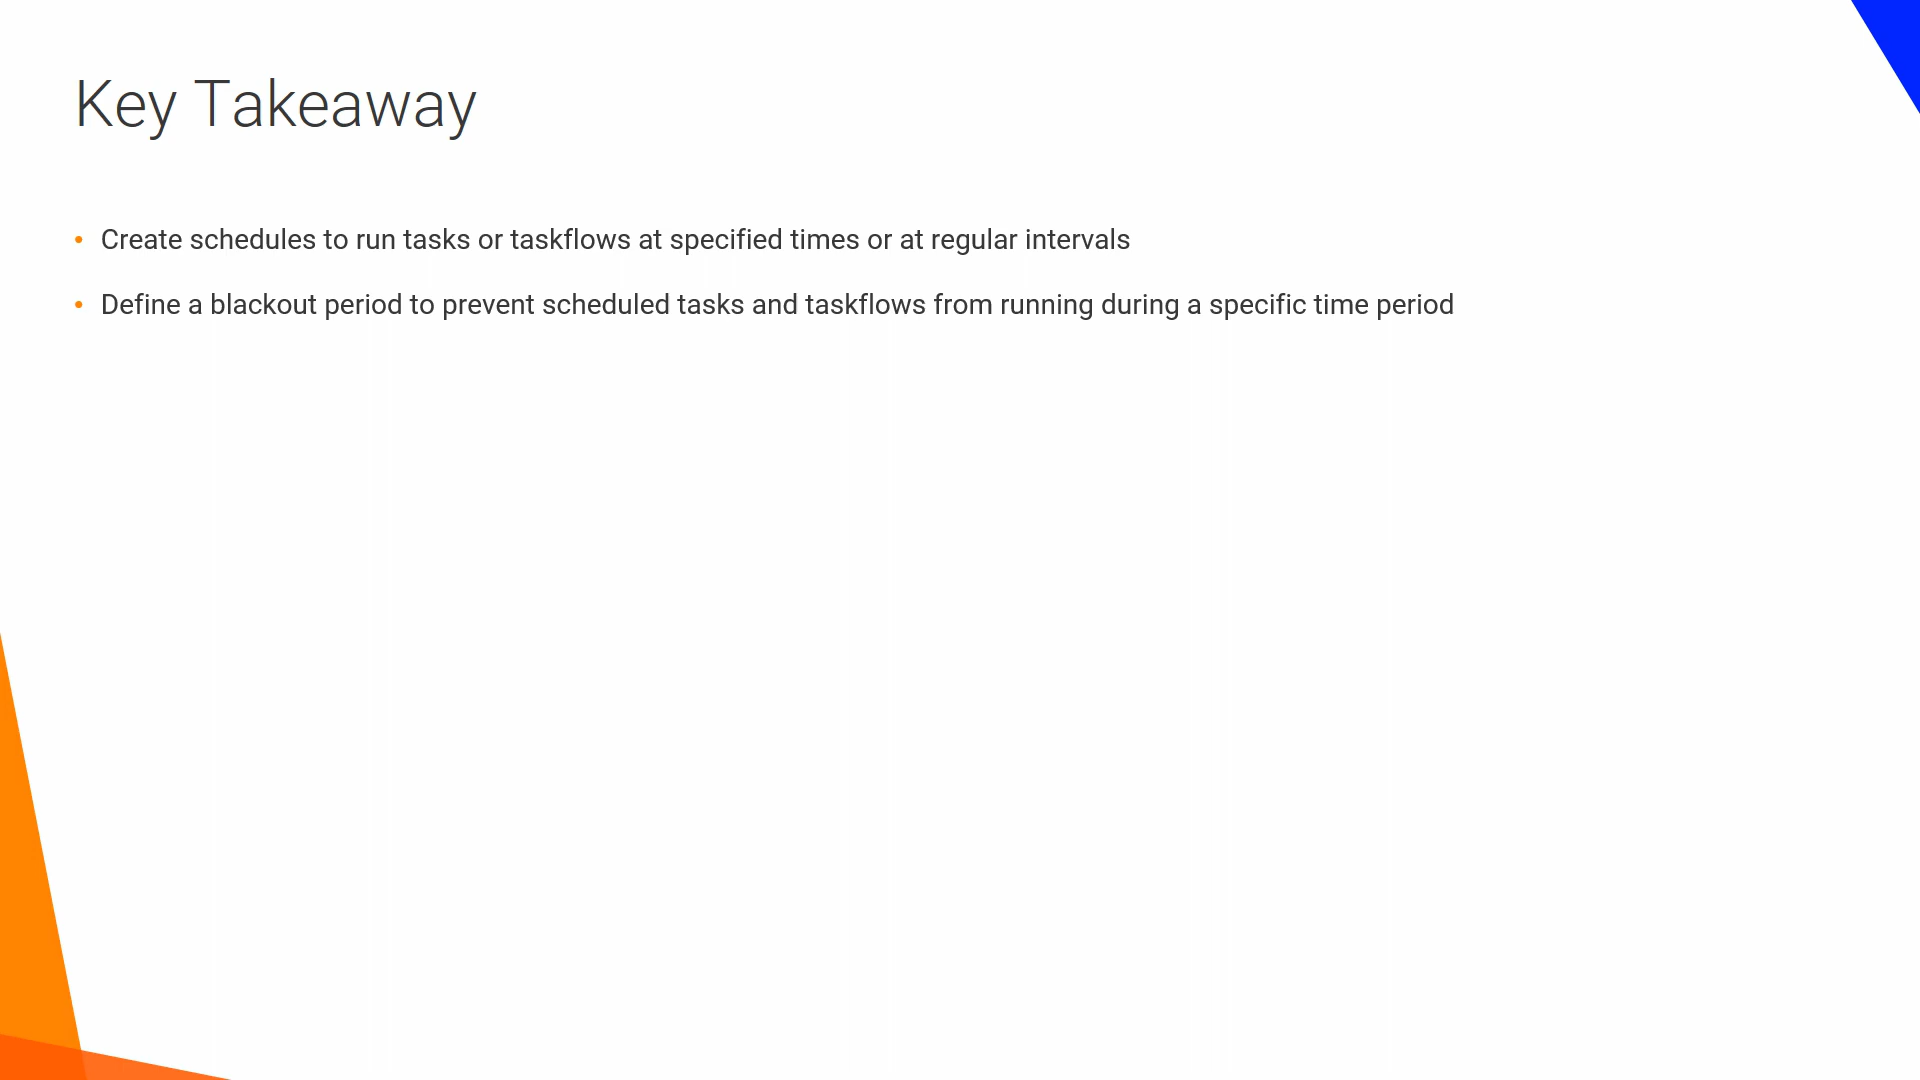 Key Takeaway
• Create schedules to run tasks or taskflows at specified times or at regular intervals
• Define a blackout period to prevent scheduled tasks and taskflows from running during a specific time period